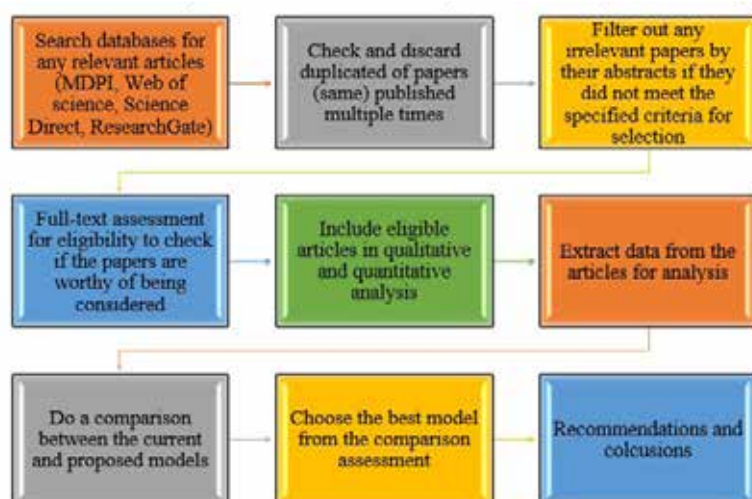 Search databases for
any relevant articles
(MDPI, Web of
science, Science
Direct, ResearchGate)
Check and discard
duplicated of papers
(same) published
multiple times
Filter out any
irrelevant papers by
their abstracts if they
did not meet the
specified criteria for
selection
Full-text assessment
for eligibility to check
if the papers are
worthy of being
considered
Include eligible
articles in qualitative
and quantitative
analysis
Extract data from the
articles for analysis
Do a comparison
between the current
and proposed models
Choose the best model
from the comparison
assessment
Recommendations and
colcusions